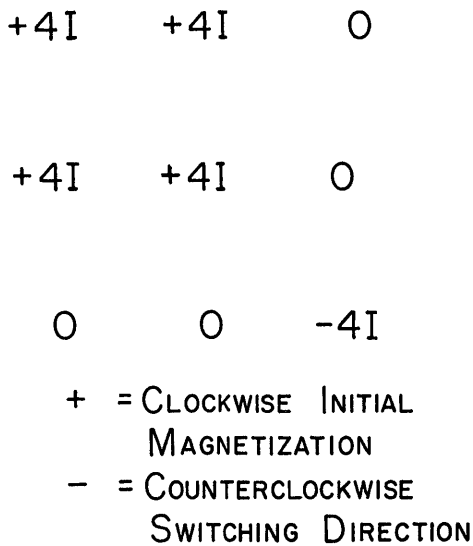 +4I +4I 0
+4I +4I 0
0 0 -4I
+ = CLOCKWISE INITIAL
MAGNETIZATION
- = COUNTERCLOCKWISE
SWITCHING DIRECTION